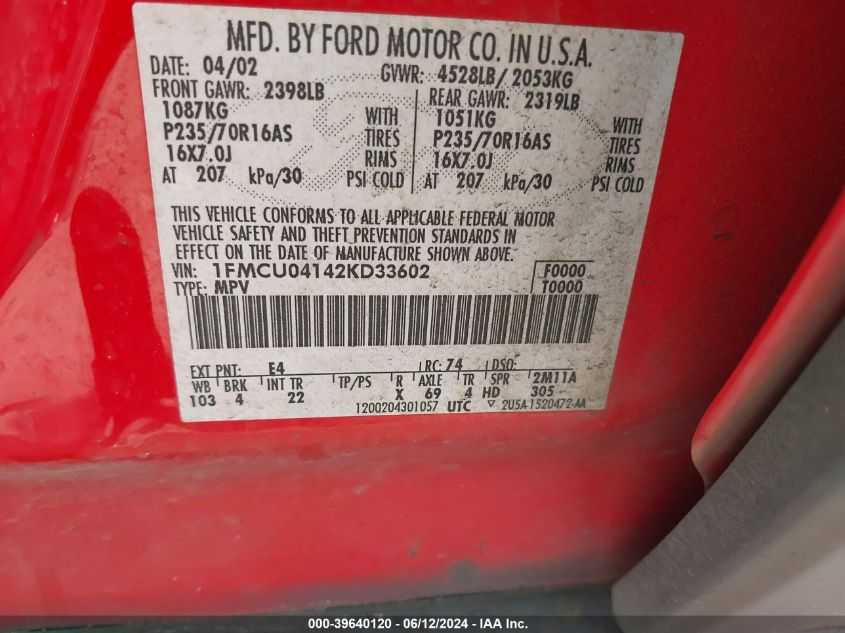 MFD. BY FORD MOTOR CO. IN U.S.A.
DATE: 04/02 GVWR: 4528LB/ 2053KG
FRONT GAWR: 2398LB REAR GAWR: 2319LB
1087KG WITH 1051KG WITH
P235/70R16AS TIRES P235/70R16AS TIRES
16X7.0J RIMS 16X7.0J RIMS
AT 207 kPa/30 PSI COLD AT 207 kPa/30 PSI COLD
THIS VEHICLE CONFORMS TO ALL APPLICABLE FEDERAL MOTOR
VEHICLE SAFETY AND THEFT PREVENTION STANDARDS IN
EFFECT ON THE DATE OF MANUFACTURE SHOWN ABOVE.
VIN: 1FMCU04142KD33602 F0000
TYPE: MPV T0000
EXT PNT: E4 RC: 74 DSO:
WB BRK INT TR TP/PS R AXLE TR SPR 2M11A
103 4 22 X 69 4 HD 305
1200204301057 UTC ▽ 2U5A-1520472-AA
000-39640120 - 06/12/2024 - IAA Inc.